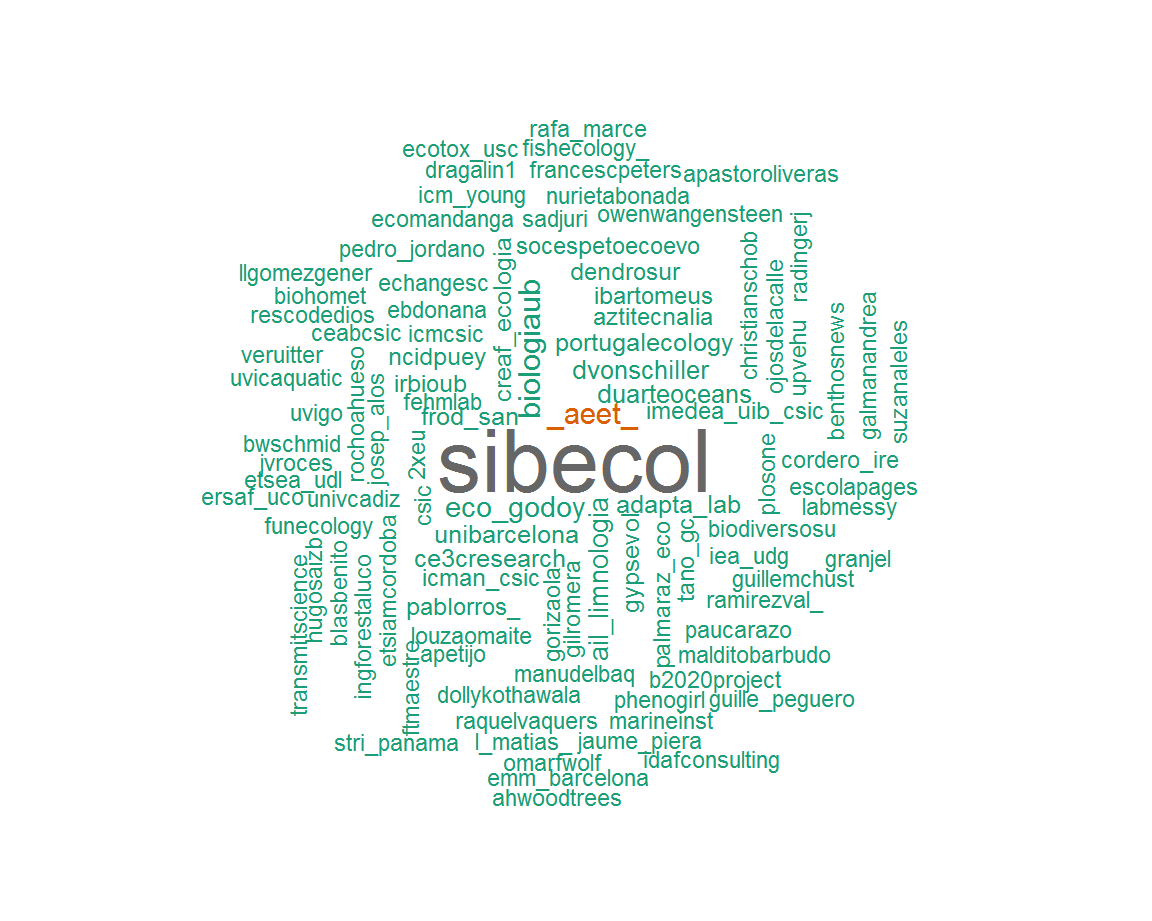 rafa_marce
ecotox_usc
fishecology_
dragalin1
francescpeters
apastoroliveras
icm_young
nurietabonada
ecomandanga
sadjuri
owenwangensteen
pedro_jordano
creaf_ecologia
socespetoecoevo
christianschob
radingerj
llgomezgener
echangesc
dendrosur
ojosdelacalle
biohomet
ibartomeus
rescodedios
ebdonana
biologiaub
aztitecnalia
upvehu
benthosnews
galmanandrea
suzanaleles
ceabcsic
icmcsic
portugalecology
veruitter
ncidpuey
dvonschiller
uvicaquatic
rochoahueso
josep_alos
irbioub
duarteoceans
fehmlab
uvigo
frod_san
_aeet_
imedea_uib_csic
bwschmid
2xeu
sibecol
plosone
cordero_ire
jvroces
etsea_udl
escolapages
ersaf_uco
univcadiz
csic
eco_godoy
adapta_lab
labmessy
funecology
unibarcelona
biodiversosu
ce3cresearch
ail_limnologia
gypsevol
palmaraz_eco
tano_gc
iea_udg
granjel
transmitscience
hugosaizb
blasbenito
ingforestaluco
etsiamcordoba
icman_csic
gorizaola
gilromera
guillemchust
pablorros_
ramirezval_
louzaomaite
paucarazo
apetijo
malditobarbudo
ftmaestre
manudelbaq
b2020project
dollykothawala
phenogirl
guille_peguero
raquelvaquers
marineinst
stri_panama
l_matias_
jaume_piera
omarfwolf
idafconsulting
emm_barcelona
ahwoodtrees